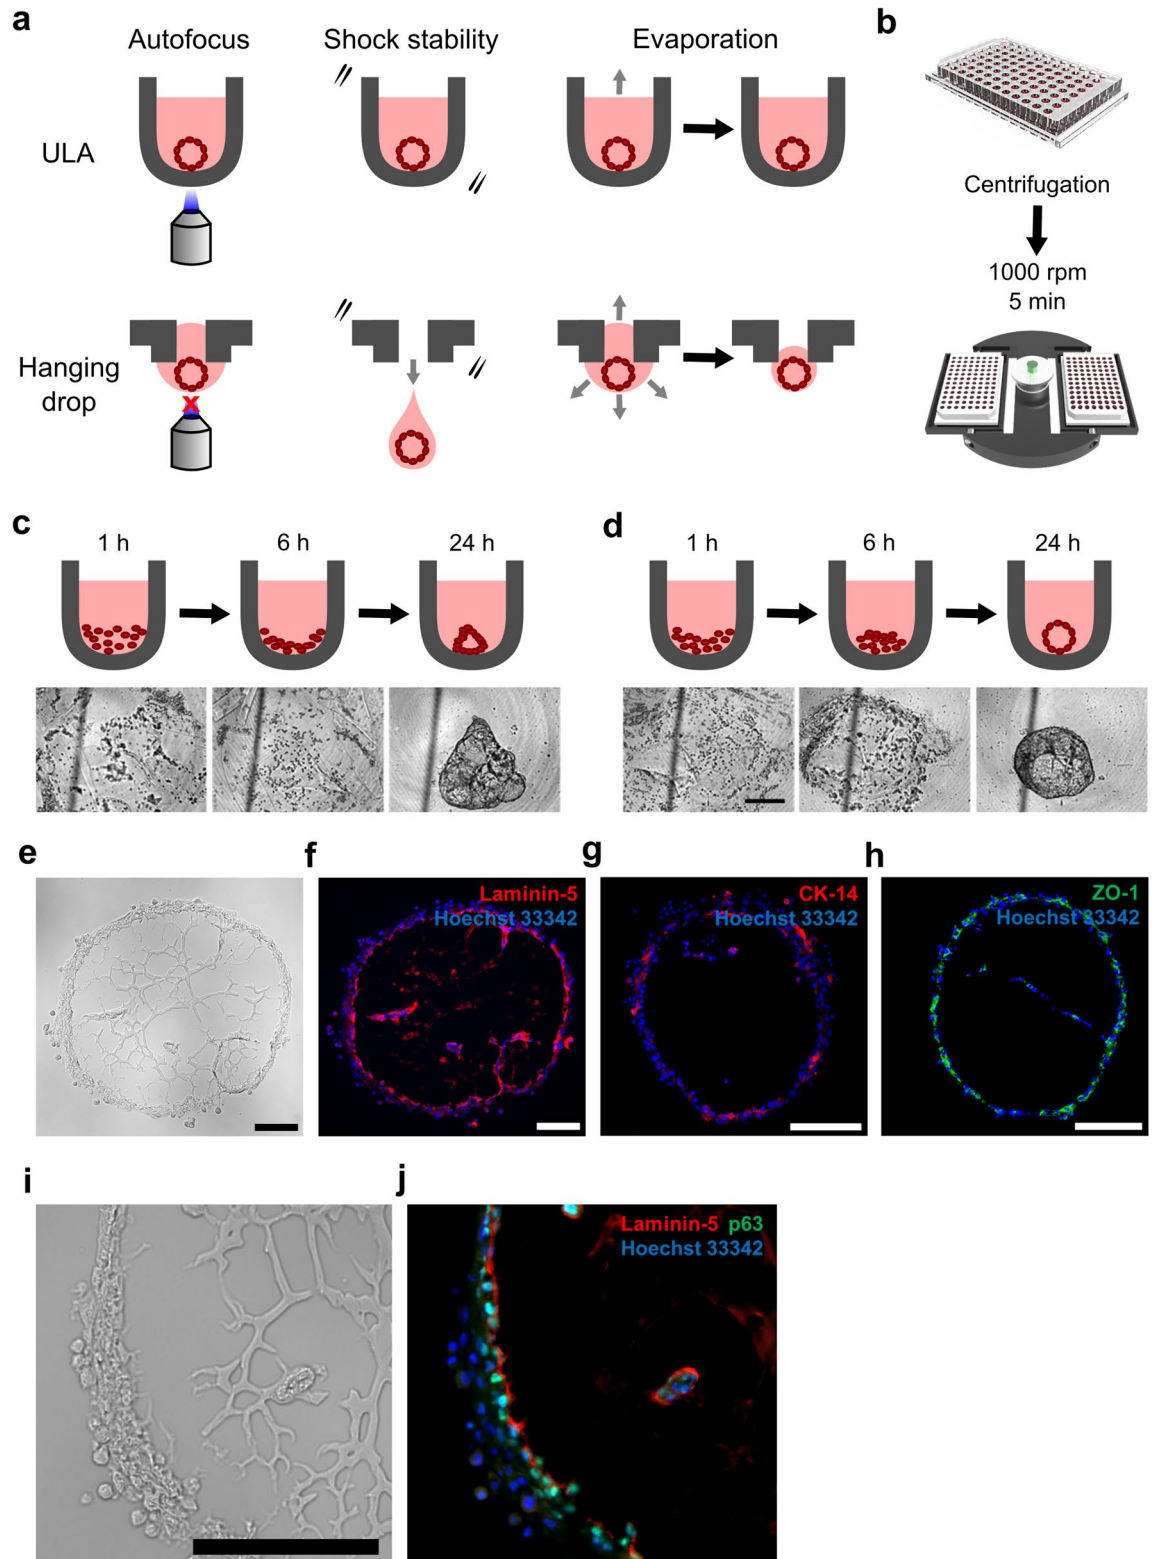 a
Autofocus
Shock stability
Evaporation
ULA
Hanging
drop
b
Centrifugation
1000 rpm
5 min
c
1 h
6 h
24 h
d
1 h
6 h
24 h
e
f
Laminin-5
Hoechst 33342
g
CK-14
Hoechst 33342
h
ZO-1
Hoechst 33342
i
j
Laminin-5 p63
Hoechst 33342